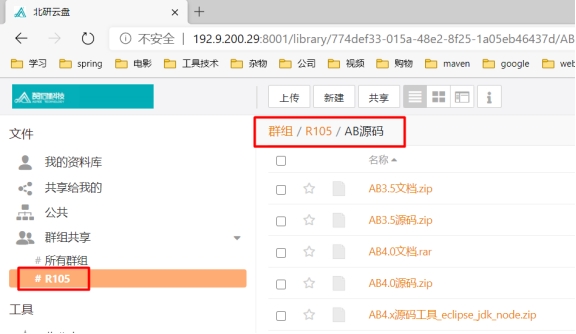 北研云盘
不安全 192.9.200.29:8001/library/774def33-015a-48e2-8f25-1a05eb46437d/AB
学习 spring 电影 工具技术 杂物 公司 视频 购物 maven google web
上传 新建 共享
文件
群组 / R105 / AB源码
我的资料库
名称
共享给我的
AB3.5文档.zip
公共
AB3.5源码.zip
群组共享
AB4.0文档.rar
# 所有群组
# R105
AB4.0源码.zip
工具
AB4.x源码工具_eclipse_jdk_node.zip